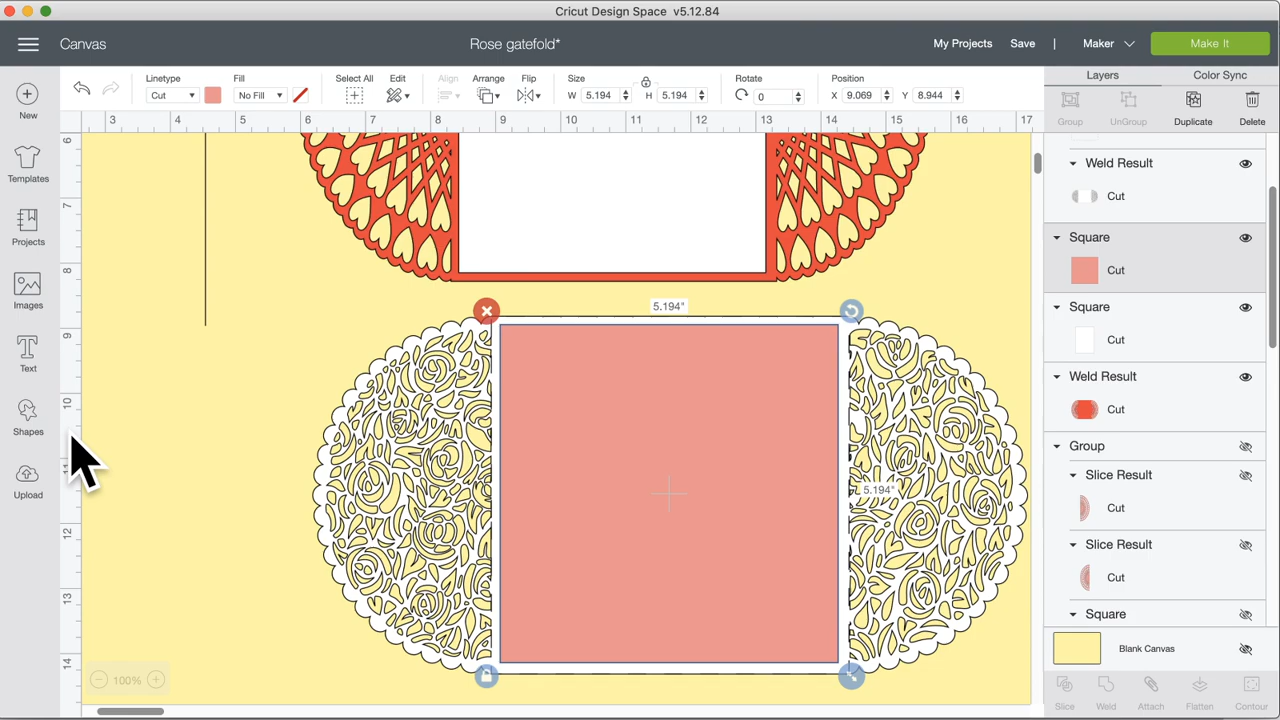 Cricut Design Space v5.12.84
Canvas
Rose gatefold*
My Projects Save | Maker Make It
Linetype Fill Select All Edit Align Arrange Flip Size Rotate Position
Cut No Fill W 5.194 H 5.194 0 X 9.069 Y 8.944
Layers Color Sync
Group UnGroup Duplicate Delete
New
Templates
Projects
Images
Text
Shapes
Upload
3 4 5 6 7 8 9 10 11 12 13 14 15 16 17
6
7
8
9
10
11
12
13
14
5.194"
5.194"
100%
Weld Result
Cut
Square
Cut
Square
Cut
Weld Result
Cut
Group
Slice Result
Cut
Slice Result
Cut
Square
Blank Canvas
Slice Weld Attach Flatten Contour